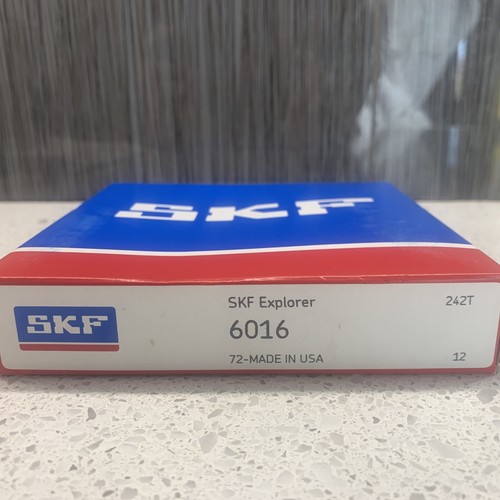 SKF
SKF
SKF Explorer
242T
6016
72-MADE IN USA
12